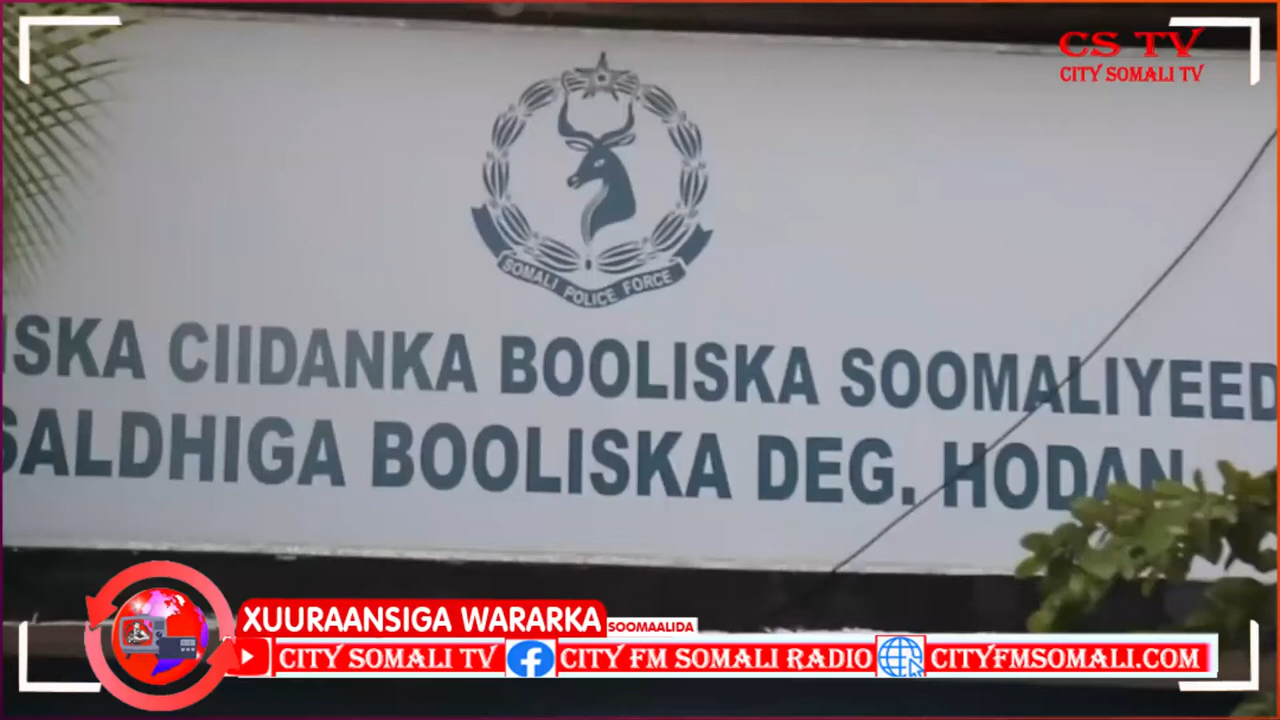 CS TV
CITY SOMALI TV
SOMALI POLICE FORCE
CIIDANKA BOOLISKA SOOMALIYEED
SALDHIGA BOOLISKA DEG. HODAN
XUURAANSIGA WARARKA
SOOMAALIDA
CITY SOMALI TV CITY FM SOMALI RADIO CITYFMSOMALI.COM